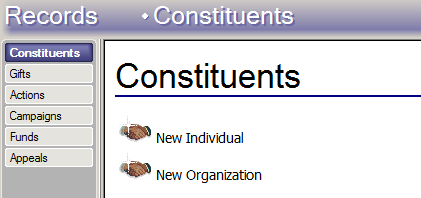 Records • Constituents
Constituents
Gifts
Actions
Campaigns
Funds
Appeals
Constituents
New Individual
New Organization